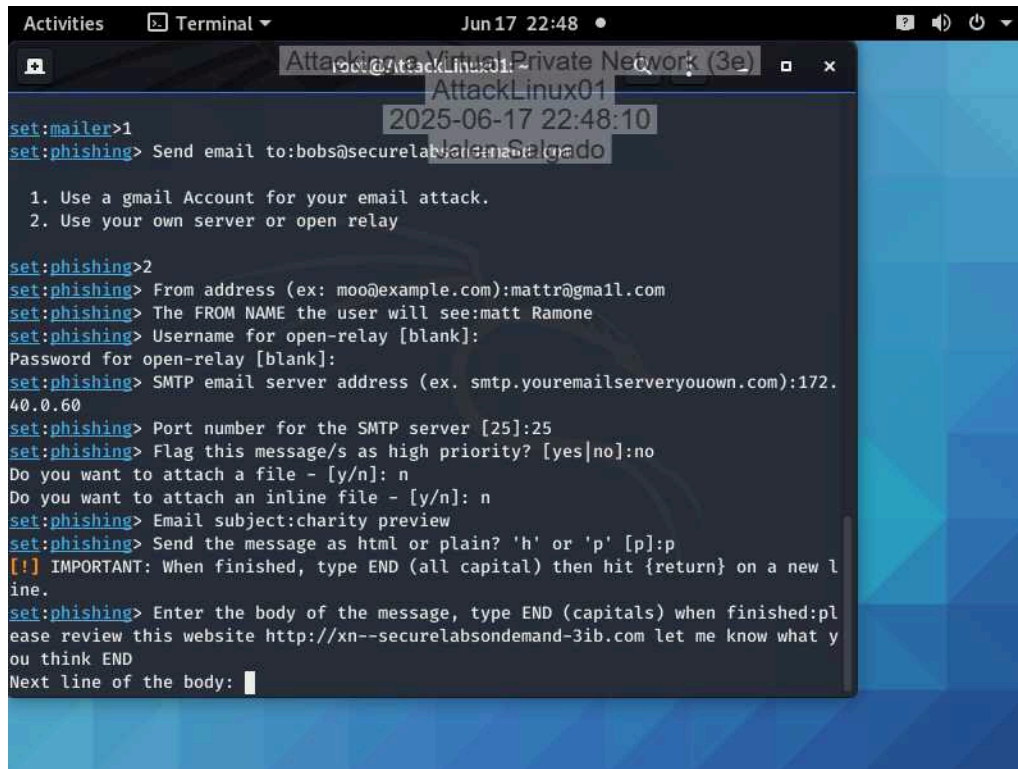 Activities Terminal Jun 17 22:48
Attacking a Virtual Private Network (3e)
root@AttackLinux01:~
AttackLinux01
2025-06-17 22:48:10
Jalen Salgado
set:mailer>1
set:phishing> Send email to:bobs@securelabsondemand.com
1. Use a gmail Account for your email attack.
2. Use your own server or open relay
set:phishing>2
set:phishing> From address (ex: moo@example.com):mattr@gma1l.com
set:phishing> The FROM NAME the user will see:matt Ramone
set:phishing> Username for open-relay [blank]:
Password for open-relay [blank]:
set:phishing> SMTP email server address (ex. smtp.youremailserveryouown.com):172.
40.0.60
set:phishing> Port number for the SMTP server [25]:25
set:phishing> Flag this message/s as high priority? [yes|no]:no
Do you want to attach a file - [y/n]: n
Do you want to attach an inline file - [y/n]: n
set:phishing> Email subject:charity preview
set:phishing> Send the message as html or plain? 'h' or 'p' [p]:p
[!] IMPORTANT: When finished, type END (all capital) then hit {return} on a new l
ine.
set:phishing> Enter the body of the message, type END (capitals) when finished:pl
ease review this website http://xn--securelabsondemand-3ib.com let me know what y
ou think END
Next line of the body: